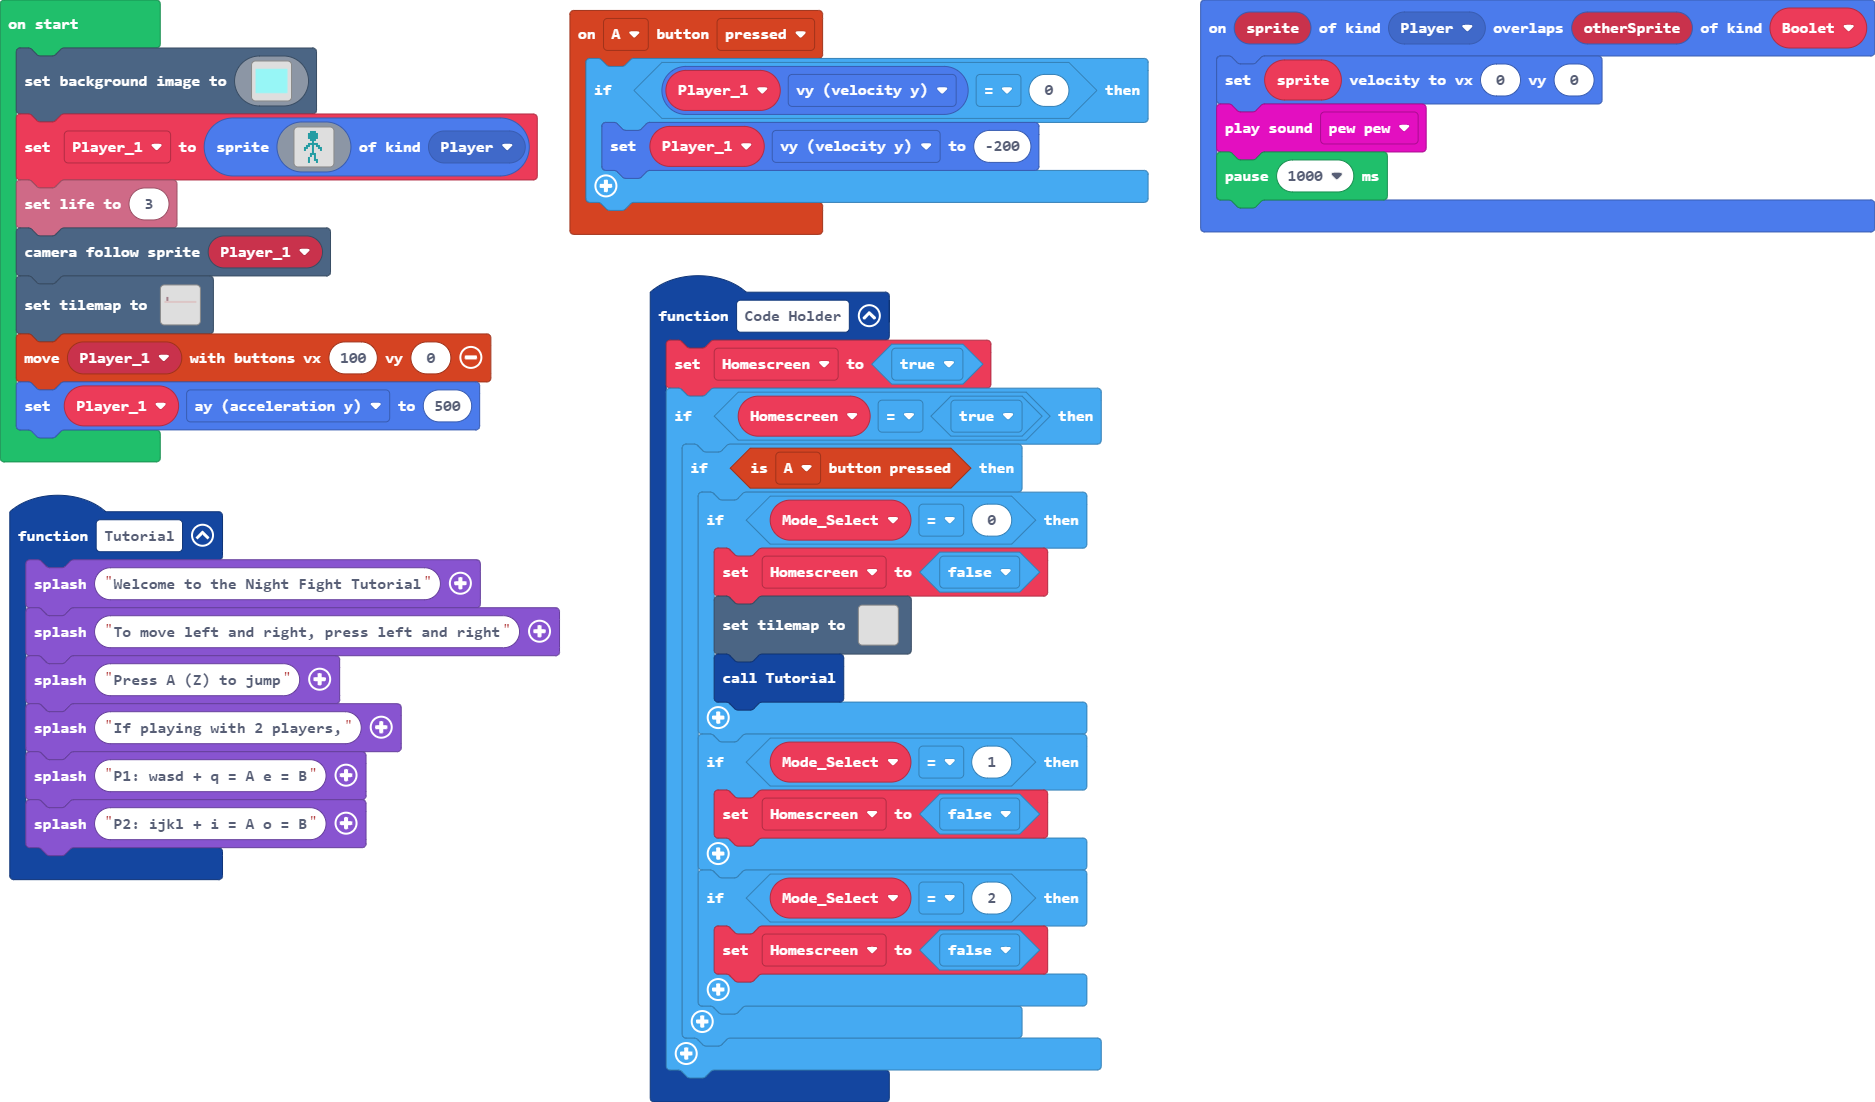 on start
set background image to
set Player_1 to sprite of kind Player
set life to 3
camera follow sprite Player_1
set tilemap to
move Player_1 with buttons vx 100 vy 0
set Player_1 ay (acceleration y) to 500
on A button pressed
if Player_1 vy (velocity y) = 0 then
set Player_1 vy (velocity y) to -200
on sprite of kind Player overlaps otherSprite of kind Boolet
set sprite velocity to vx 0 vy 0
play sound pew pew
pause 1000 ms
function Tutorial
splash "Welcome to the Night Fight Tutorial"
splash "To move left and right, press left and right"
splash "Press A (Z) to jump"
splash "If playing with 2 players,"
splash "P1: wasd + q = A e = B"
splash "P2: ijkl + i = A o = B"
function Code Holder
set Homescreen to true
if Homescreen = true then
if is A button pressed then
if Mode_Select = 0 then
set Homescreen to false
set tilemap to
call Tutorial
if Mode_Select = 1 then
set Homescreen to false
if Mode_Select = 2 then
set Homescreen to false